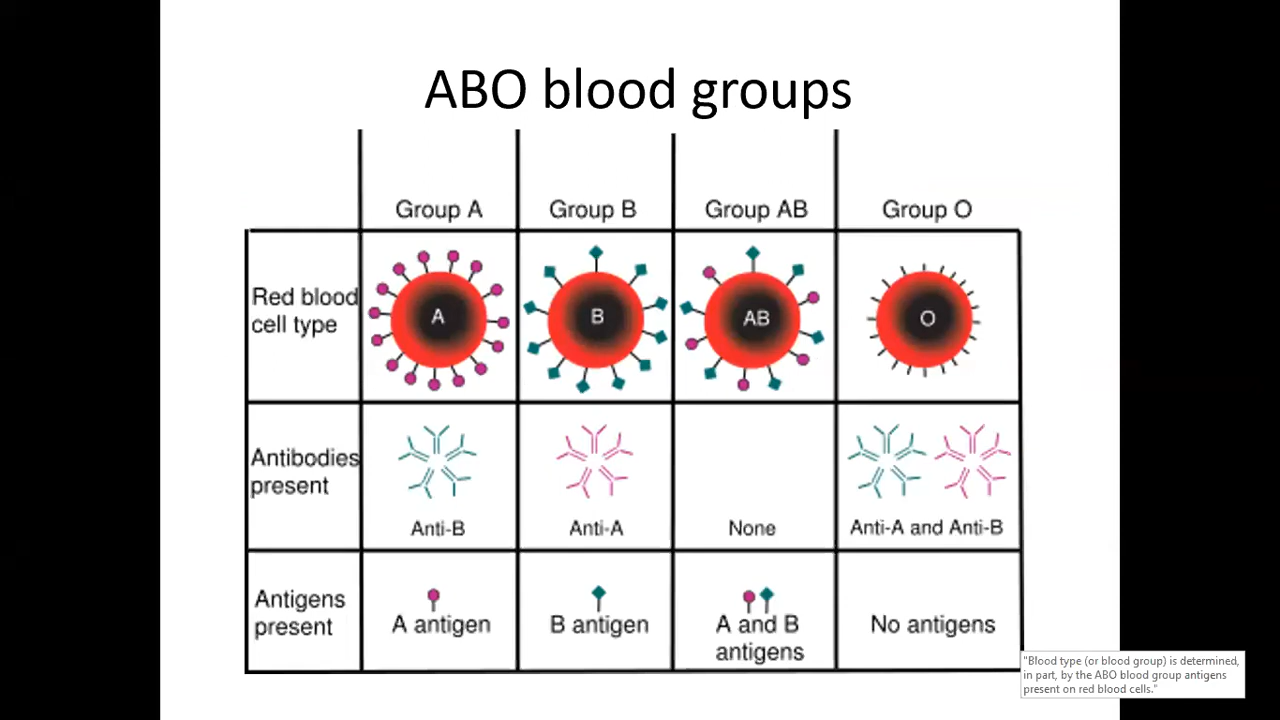 ABO blood groups
Group A
Group B
Group AB
Group O
Red blood
cell type
A
B
AB
O
Antibodies
present
Anti-B
Anti-A
None
Anti-A and Anti-B
Antigens
present
A antigen
B antigen
A and B
antigens
No antigens
"Blood type (or blood group) is determined,
in part, by the ABO blood group antigens
present on red blood cells."